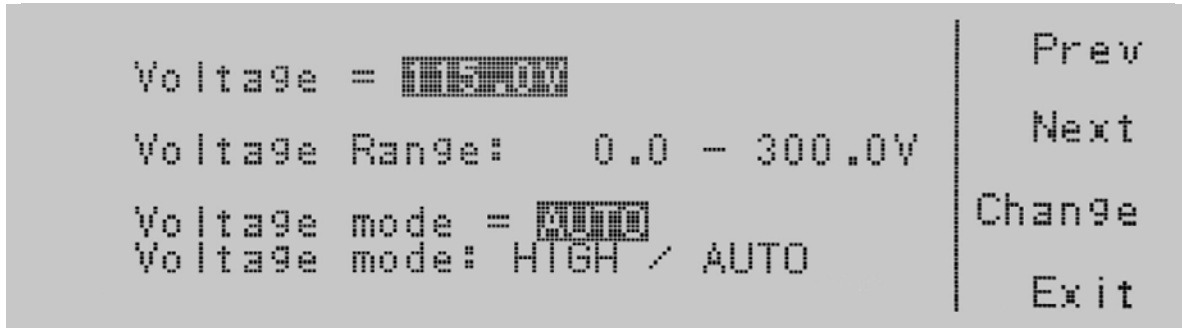 Voltage = 115.0V
Voltage Range: 0.0 - 300.0V
Voltage mode = AUTO
Voltage mode: HIGH / AUTO
Prev
Next
Change
Exit